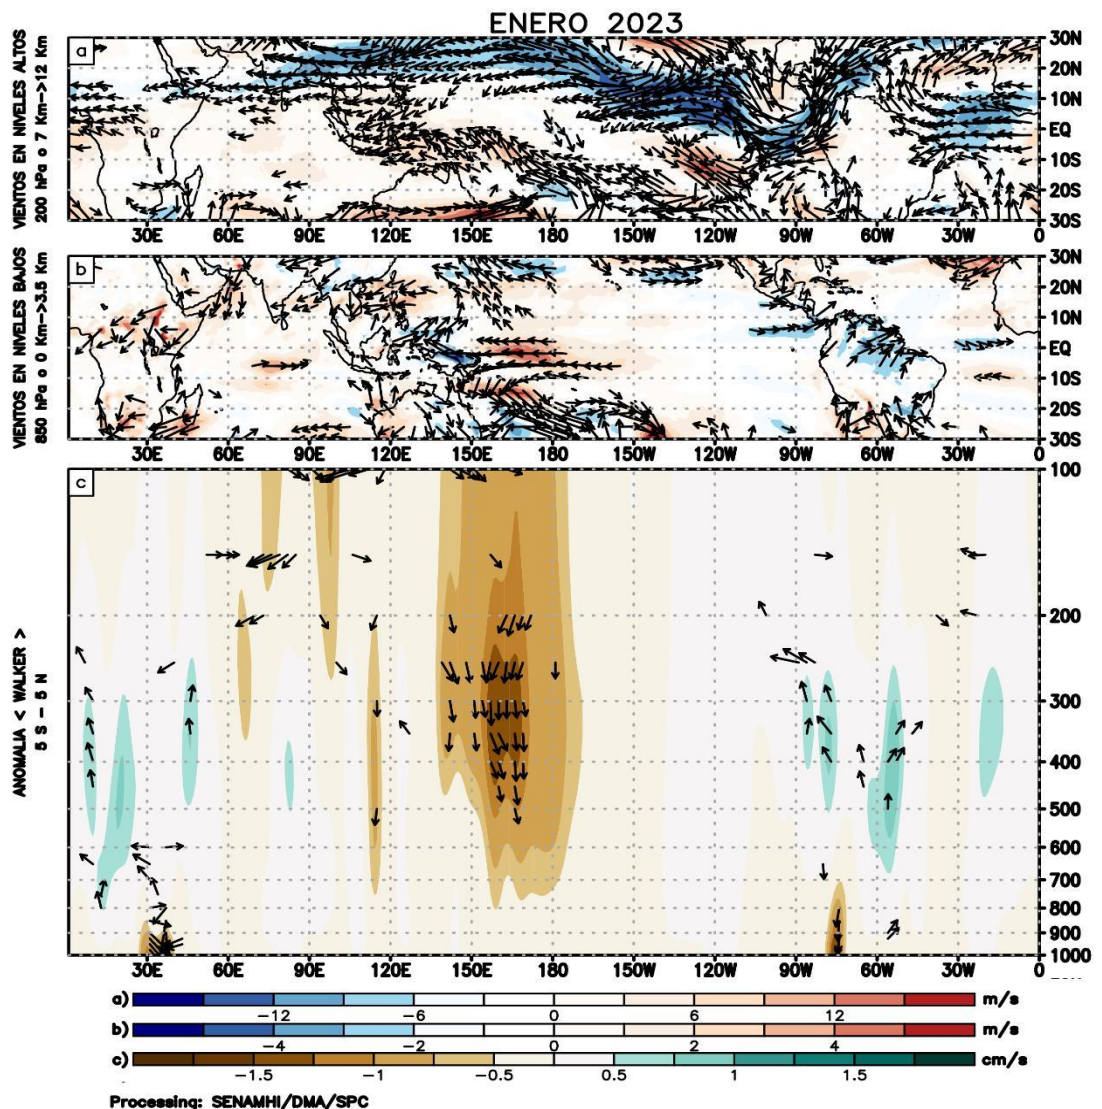 ENERO 2023
VIENTOS EN NIVELES ALTOS
200 hPa o 7 Km->12 Km
a
30N
20N
10N
EQ
10S
20S
30S
30E 60E 90E 120E 150E 180 150W 120W 90W 60W 30W 0
VIENTOS EN NIVELES BAJOS
850 hPa o 0 Km->3.5 Km
b
30N
20N
10N
EQ
10S
20S
30S
30E 60E 90E 120E 150E 180 150W 120W 90W 60W 30W 0
ANOMALIA < WALKER >
5 S - 5 N
c
100
200
300
400
500
600
700
800
900
1000
30E 60E 90E 120E 150E 180 150W 120W 90W 60W 30W 0
a) m/s
-12 -6 0 6 12
b) m/s
-4 -2 0 2 4
c) cm/s
-1.5 -1 -0.5 0.5 1 1.5
Processing: SENAMHI/DMA/SPC